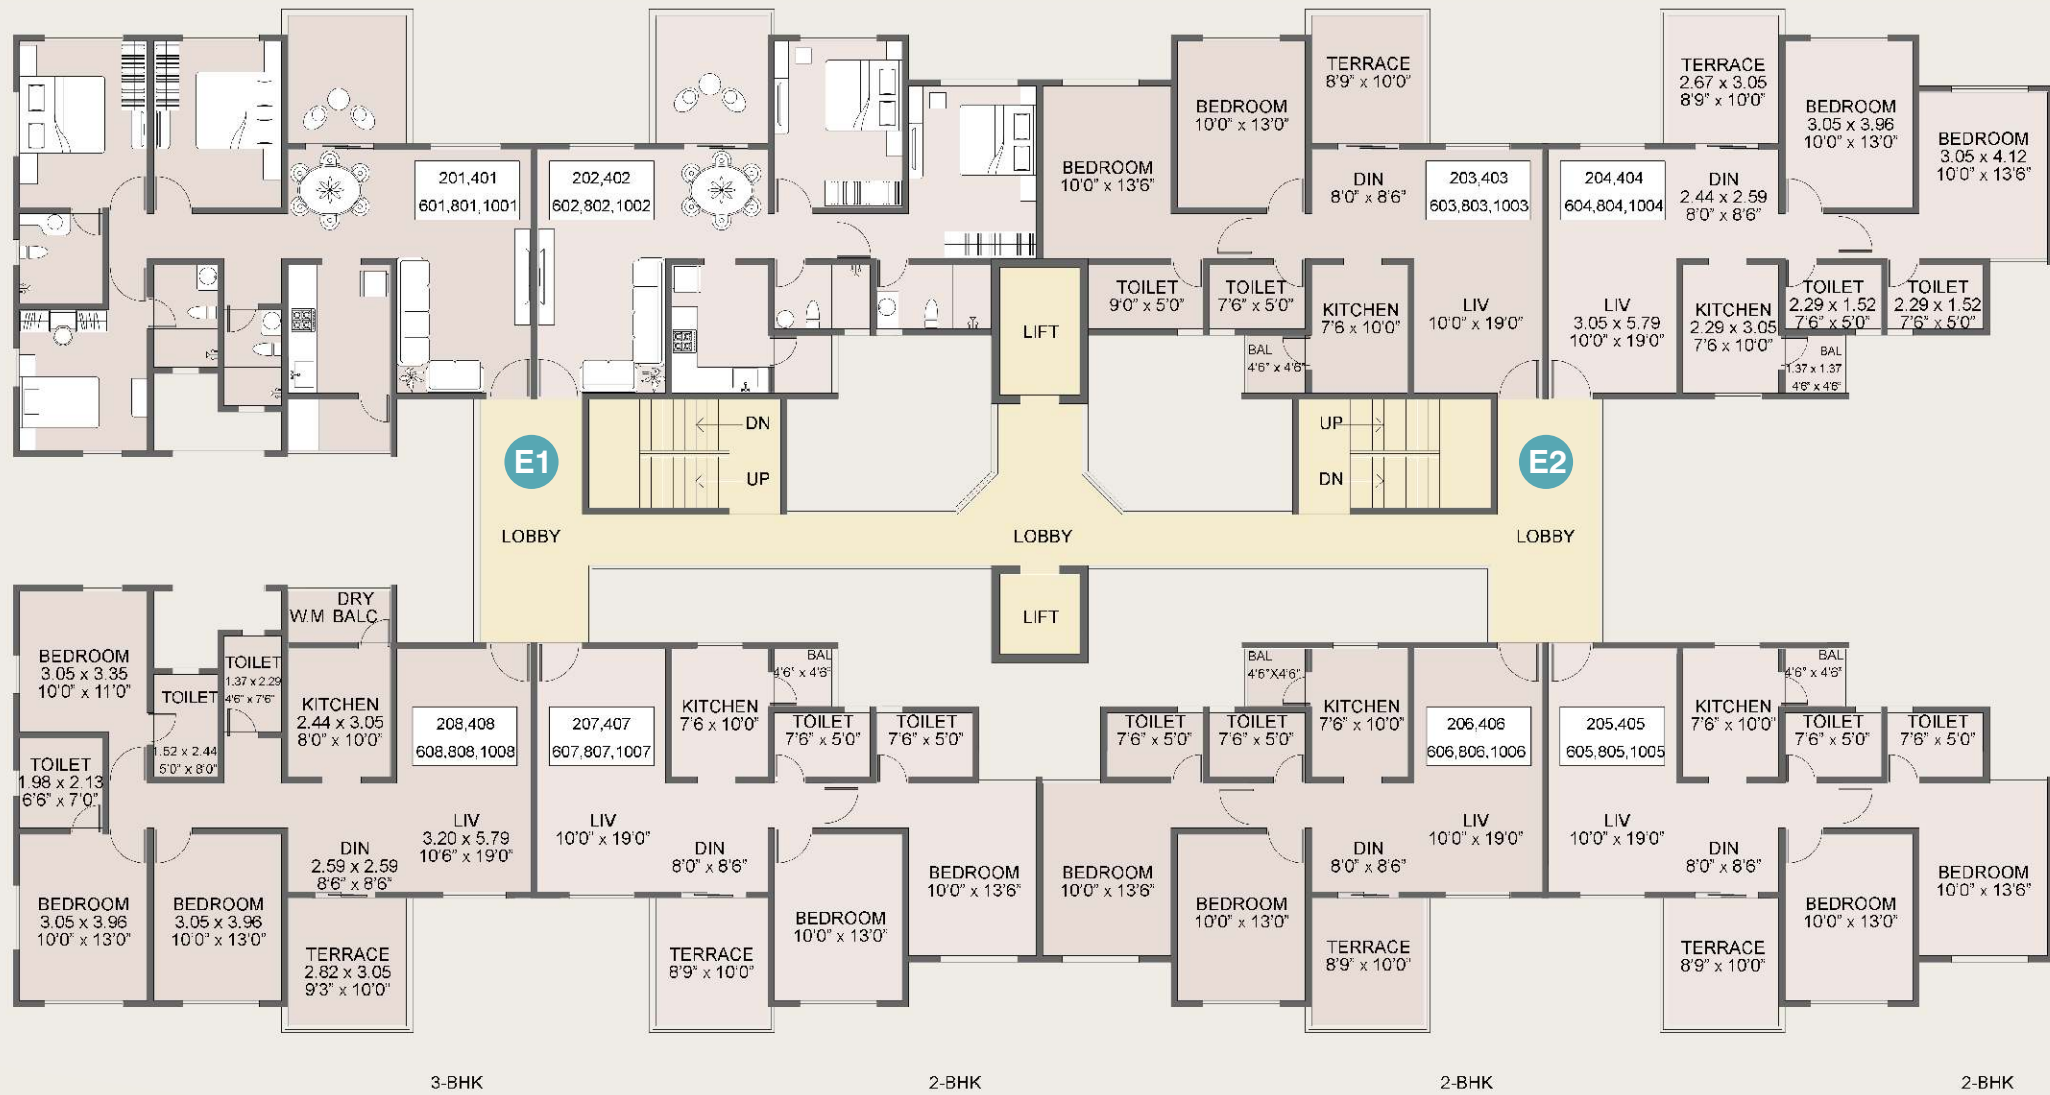 201,401
601,801,1001
202,402
602,802,1002
BEDROOM
10'0" x 13'6"
BEDROOM
10'0" x 13'0"
TERRACE
8'9" x 10'0"
DIN
8'0" x 8'6"
203,403
603,803,1003
204,404
604,804,1004
TERRACE
2.67 x 3.05
8'9" x 10'0"
DIN
2.44 x 2.59
8'0" x 8'6"
BEDROOM
3.05 x 3.96
10'0" x 13'0"
BEDROOM
3.05 x 4.12
10'0" x 13'6"
LIFT
TOILET
9'0" x 5'0"
TOILET
7'6" x 5'0"
BAL
4'6" x 4'6"
KITCHEN
7'6 x 10'0"
LIV
10'0" x 19'0"
LIV
3.05 x 5.79
10'0" x 19'0"
KITCHEN
2.29 x 3.05
7'6 x 10'0"
TOILET
2.29 x 1.52
7'6" x 5'0"
TOILET
2.29 x 1.52
7'6" x 5'0"
BAL
1.37 x 1.37
4'6" x 4'6"
E1
DN
UP
UP
DN
E2
LOBBY
LOBBY
LOBBY
LIFT
BEDROOM
3.05 x 3.35
10'0" x 11'0"
TOILET
1.52 x 2.44
5'0" x 8'0"
TOILET
1.37 x 2.29
4'6" x 7'6"
DRY
W.M BALC
KITCHEN
2.44 x 3.05
8'0" x 10'0"
208,408
608,808,1008
207,407
607,807,1007
KITCHEN
7'6 x 10'0"
BAL
4'6" x 4'6"
TOILET
7'6" x 5'0"
TOILET
7'6" x 5'0"
TOILET
7'6" x 5'0"
TOILET
7'6" x 5'0"
BAL
4'6"X4'6"
KITCHEN
7'6" x 10'0"
206,406
606,806,1006
205,405
605,805,1005
KITCHEN
7'6" x 10'0"
BAL
4'6" x 4'6"
TOILET
7'6" x 5'0"
TOILET
7'6" x 5'0"
TOILET
1.98 x 2.13
6'6" x 7'0"
BEDROOM
3.05 x 3.96
10'0" x 13'0"
BEDROOM
3.05 x 3.96
10'0" x 13'0"
DIN
2.59 x 2.59
8'6" x 8'6"
LIV
3.20 x 5.79
10'6" x 19'0"
TERRACE
2.82 x 3.05
9'3" x 10'0"
LIV
10'0" x 19'0"
DIN
8'0" x 8'6"
TERRACE
8'9" x 10'0"
BEDROOM
10'0" x 13'0"
BEDROOM
10'0" x 13'6"
BEDROOM
10'0" x 13'6"
BEDROOM
10'0" x 13'0"
DIN
8'0" x 8'6"
LIV
10'0" x 19'0"
TERRACE
8'9" x 10'0"
LIV
10'0" x 19'0"
DIN
8'0" x 8'6"
TERRACE
8'9" x 10'0"
BEDROOM
10'0" x 13'0"
BEDROOM
10'0" x 13'6"
3-BHK
2-BHK
2-BHK
2-BHK